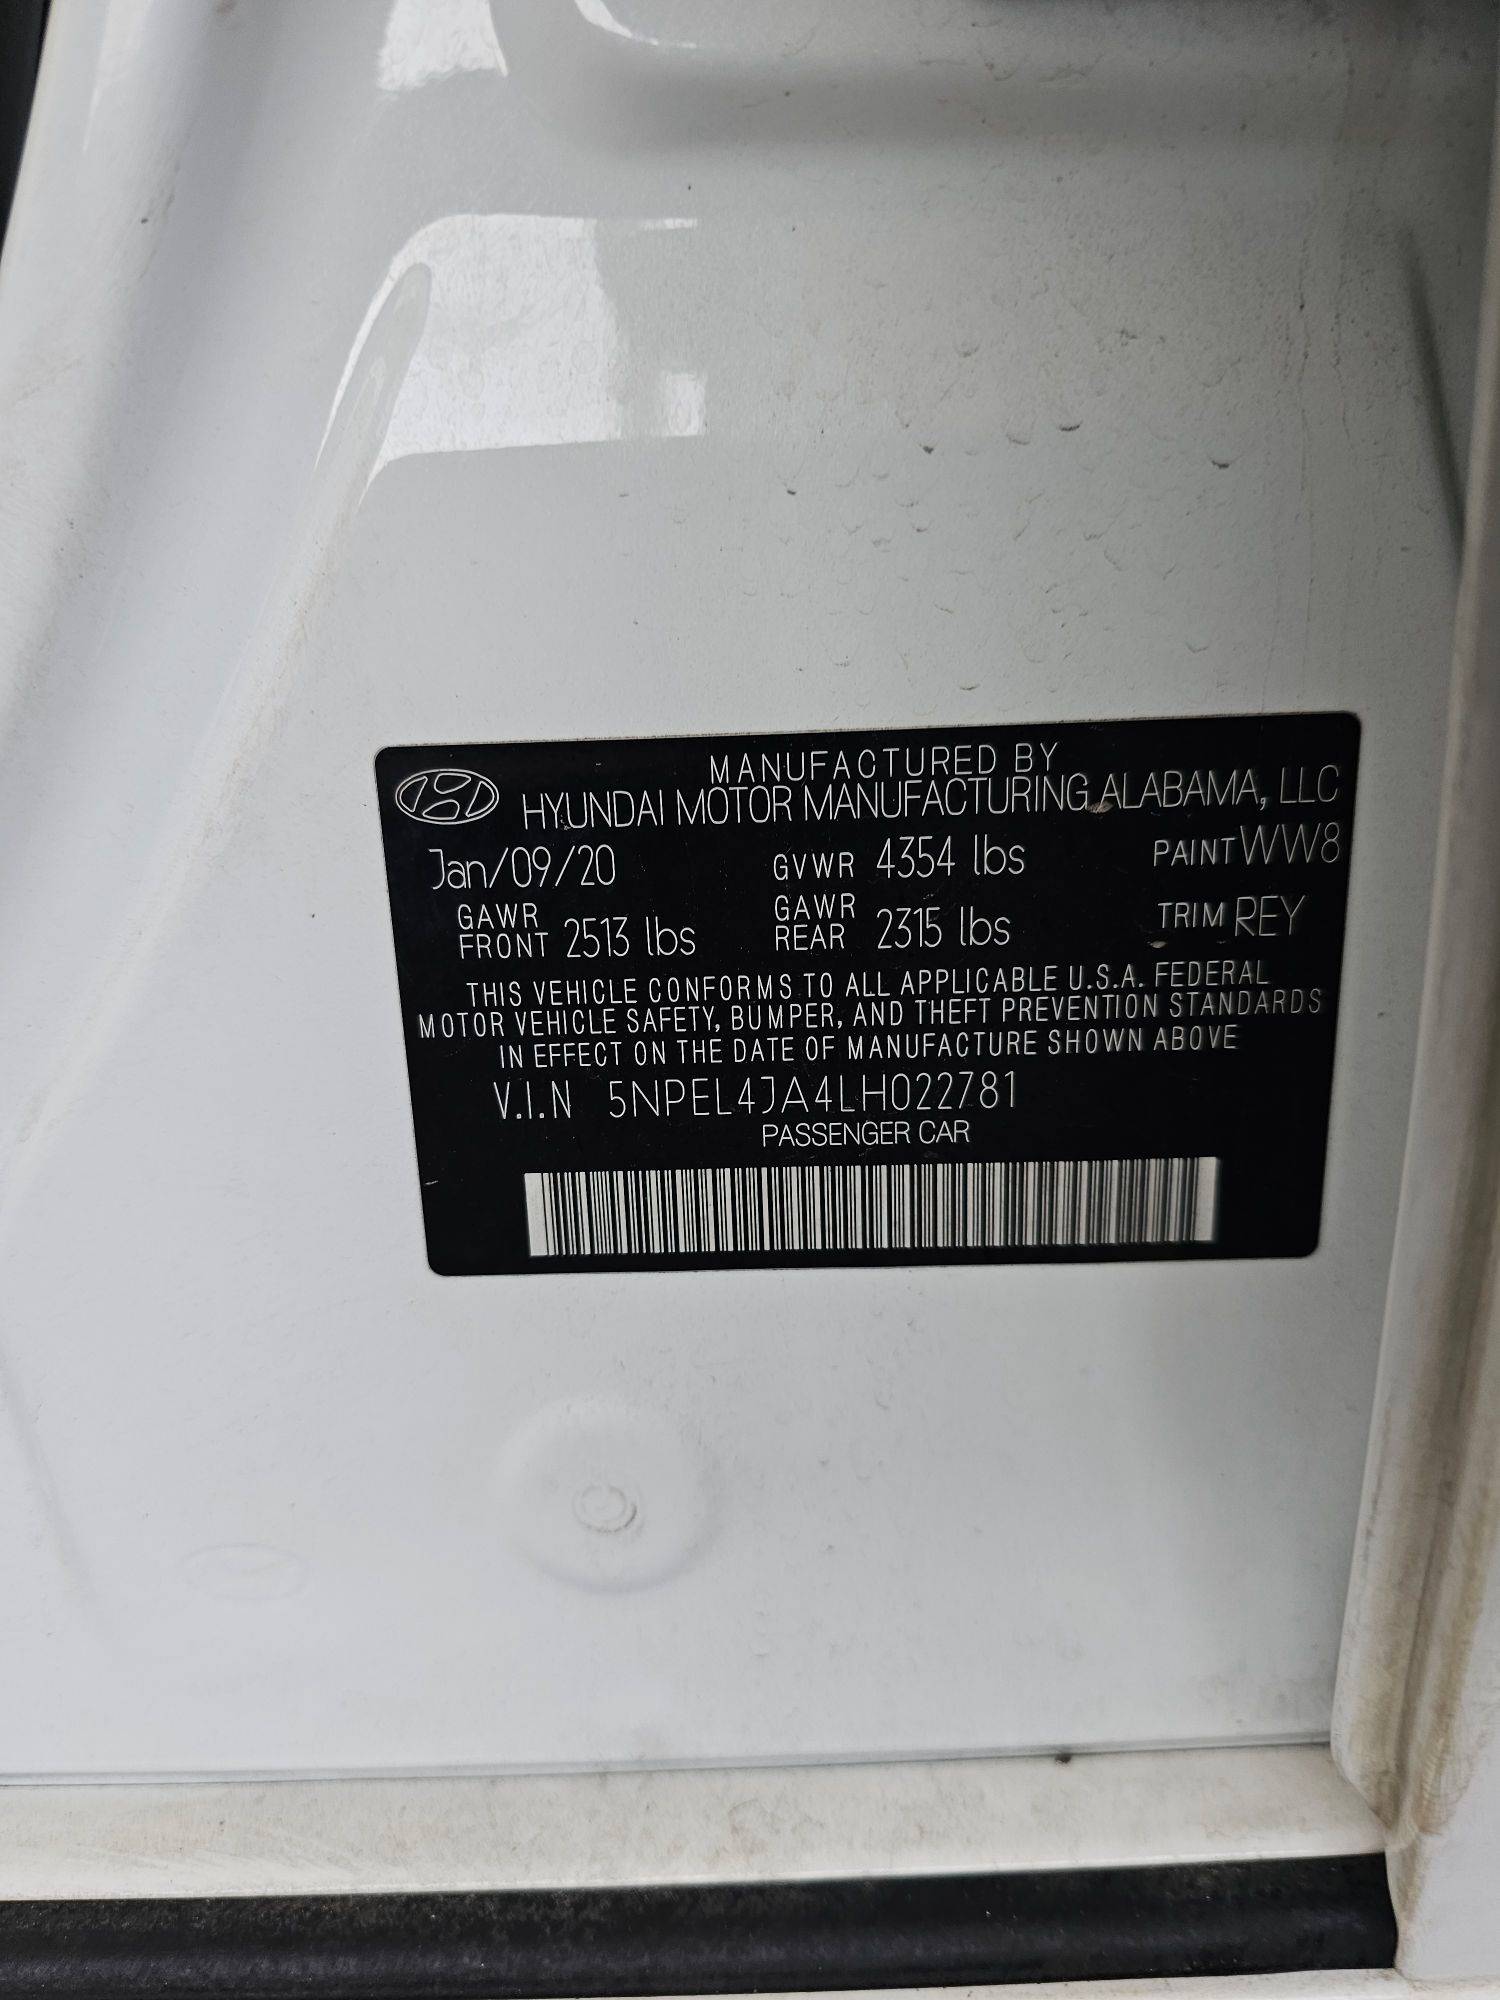 MANUFACTURED BY
HYUNDAI MOTOR MANUFACTURING ALABAMA, LLC
Jan/09/20 GVWR 4354 lbs PAINT WW8
GAWR FRONT 2513 lbs GAWR REAR 2315 lbs TRIM REY
THIS VEHICLE CONFORMS TO ALL APPLICABLE U.S.A. FEDERAL
MOTOR VEHICLE SAFETY, BUMPER, AND THEFT PREVENTION STANDARDS
IN EFFECT ON THE DATE OF MANUFACTURE SHOWN ABOVE
V.I.N 5NPEL4JA4LH022781
PASSENGER CAR